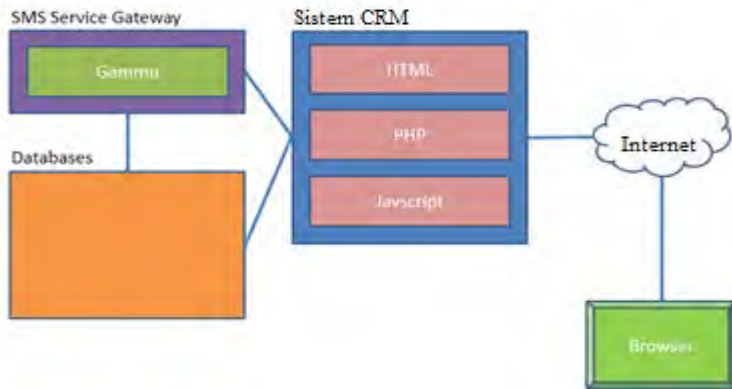 SMS Service Gateway
Gammu
Databases
Sistem CRM
HTML
PHP
Javscript
Internet
Browser